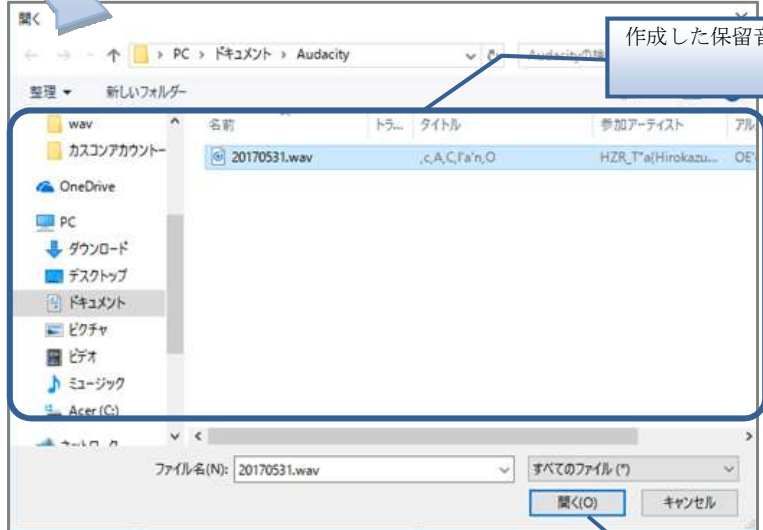 開く
作成した保留音
PC › ドキュメント › Audacity
整理 ▼ 新しいフォルダー
名前 トラ... タイトル 参加アーティスト アル
wav
カスコンアカウント-
20170531.wav ,c,A,C,l'a'n,O HZR_T"a(Hirokazu... OE'
OneDrive
PC
ダウンロード
デスクトップ
ドキュメント
ピクチャ
ビデオ
ミュージック
Acer (C:)
ファイル名(N): 20170531.wav すべてのファイル (*)
開く(O) キャンセル